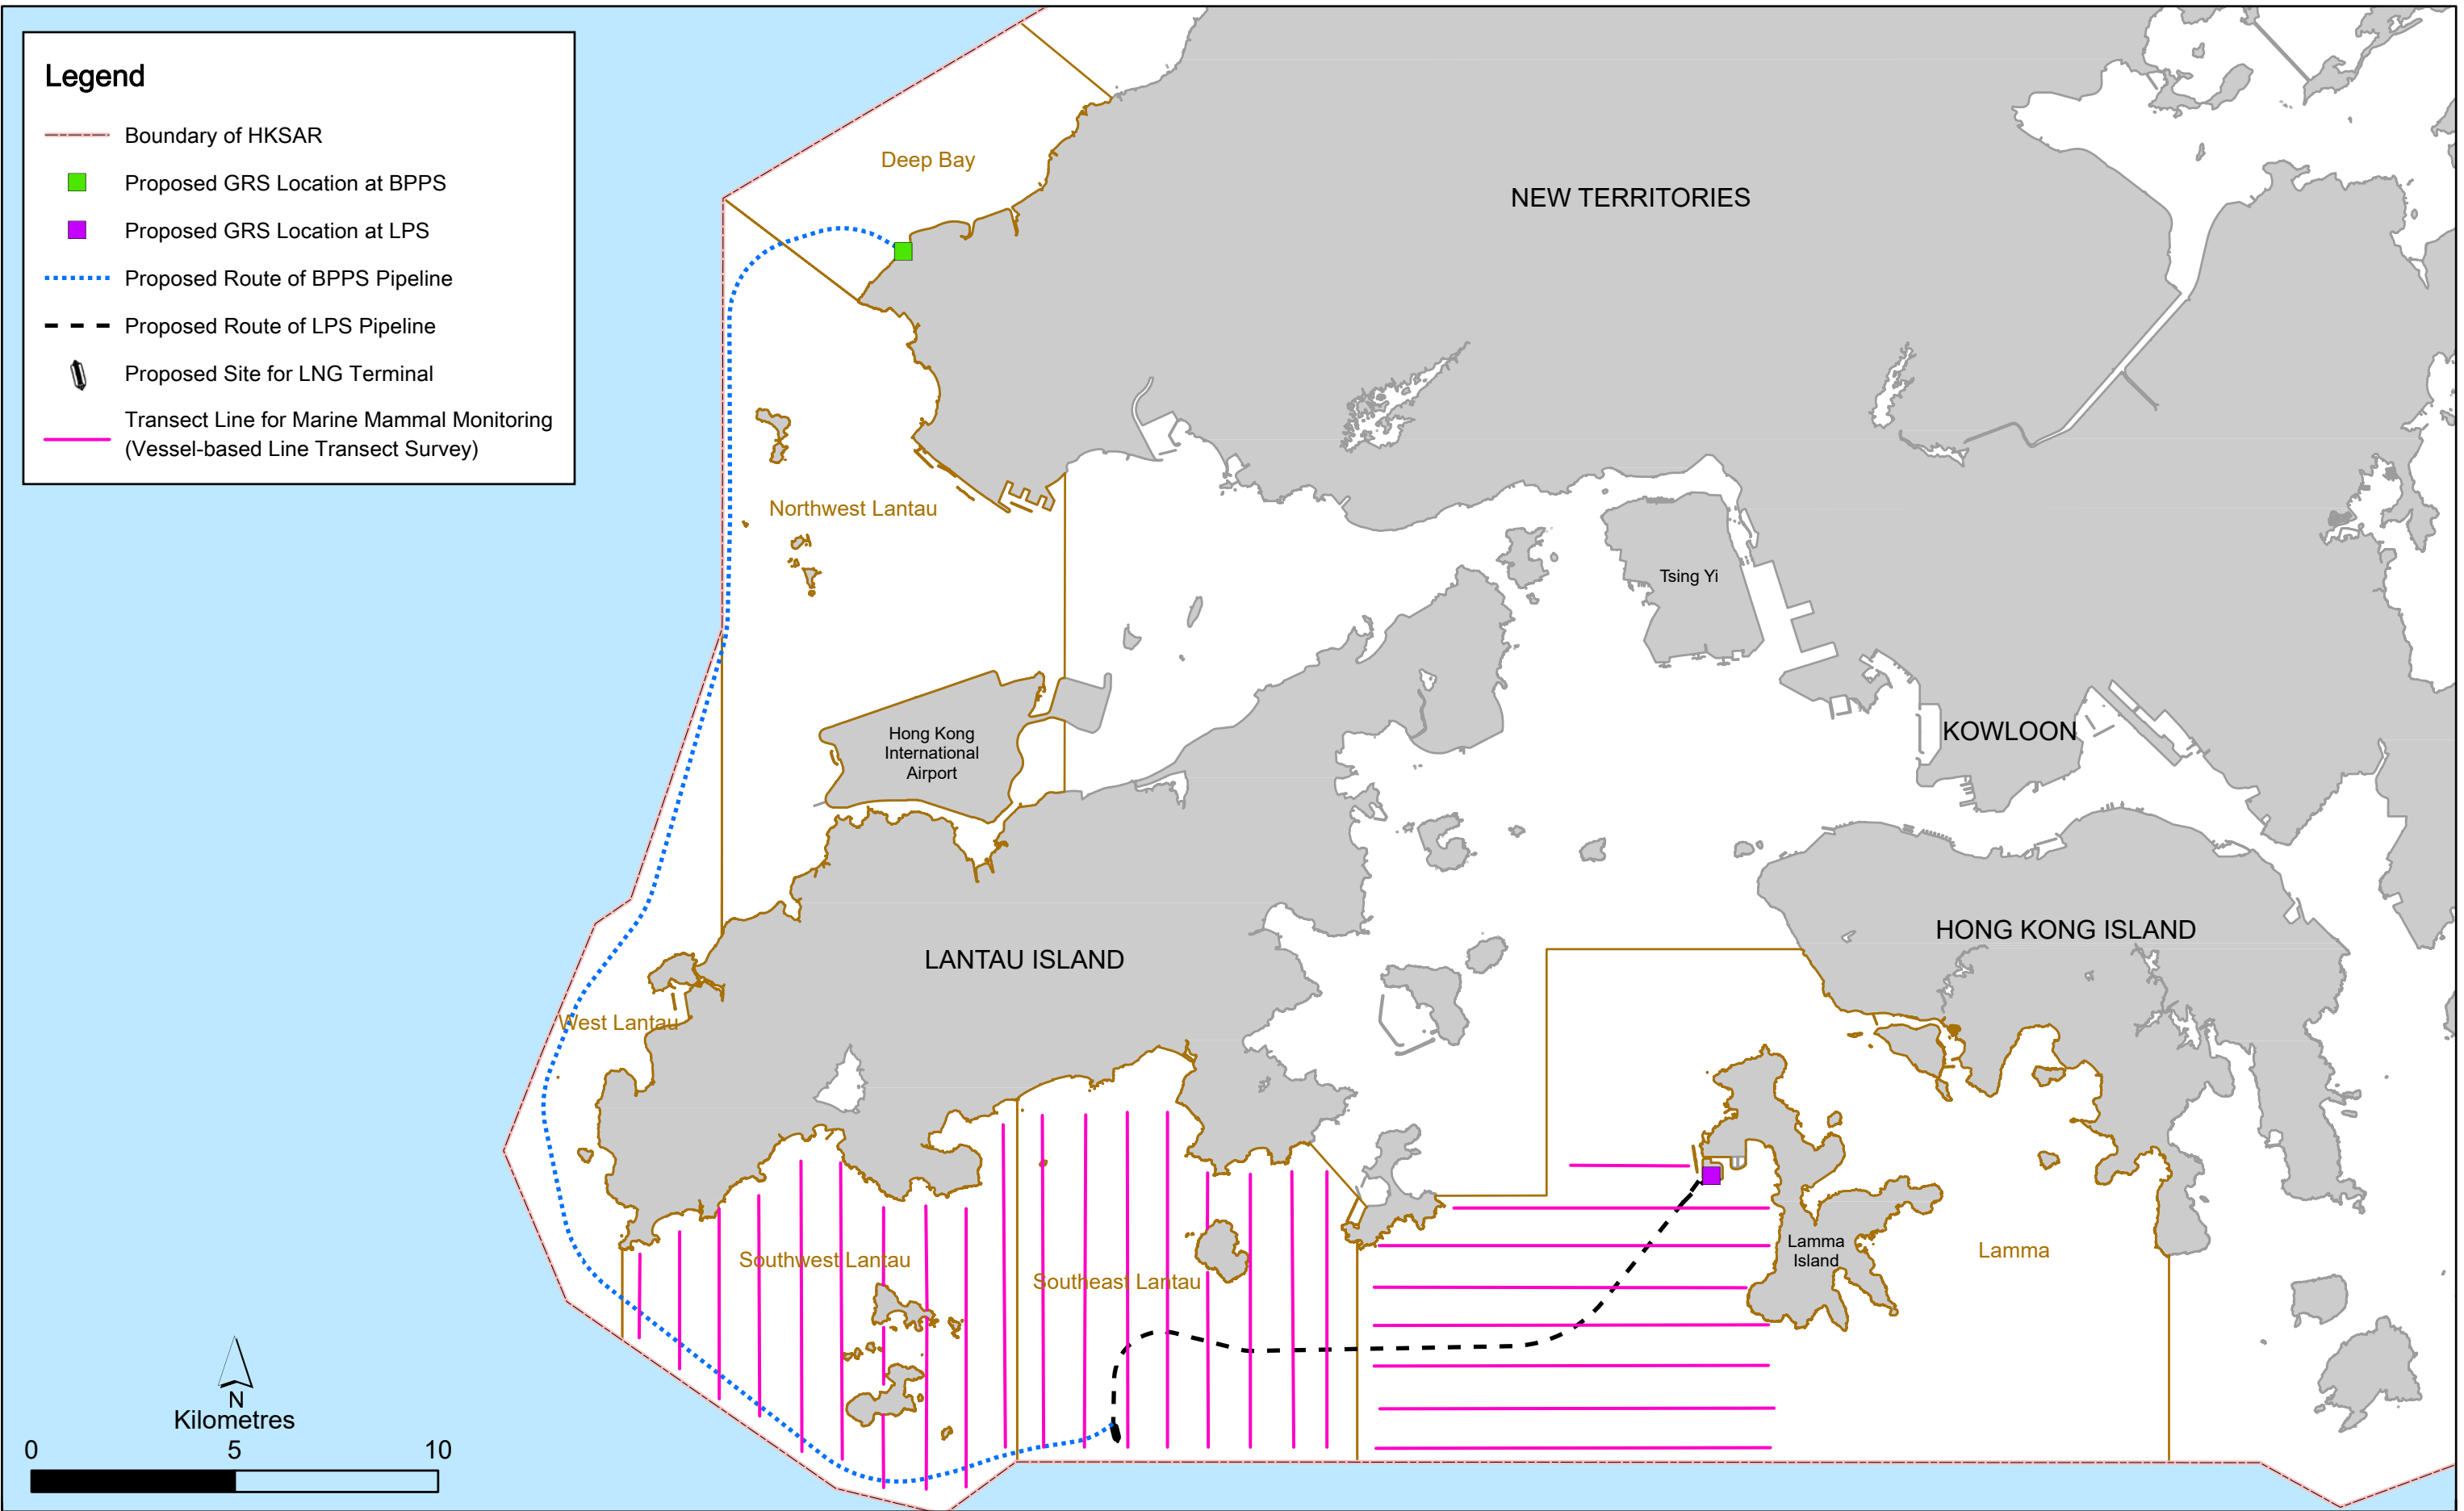 Legend
Boundary of HKSAR
Proposed GRS Location at BPPS
Proposed GRS Location at LPS
Proposed Route of BPPS Pipeline
Proposed Route of LPS Pipeline
Proposed Site for LNG Terminal
Transect Line for Marine Mammal Monitoring
(Vessel-based Line Transect Survey)
Deep Bay
NEW TERRITORIES
Northwest Lantau
Tsing Yi
Hong Kong
International
Airport
KOWLOON
HONG KONG ISLAND
LANTAU ISLAND
West Lantau
Southwest Lantau
Southeast Lantau
Lamma
Island
Lamma
N
Kilometres
0 5 10